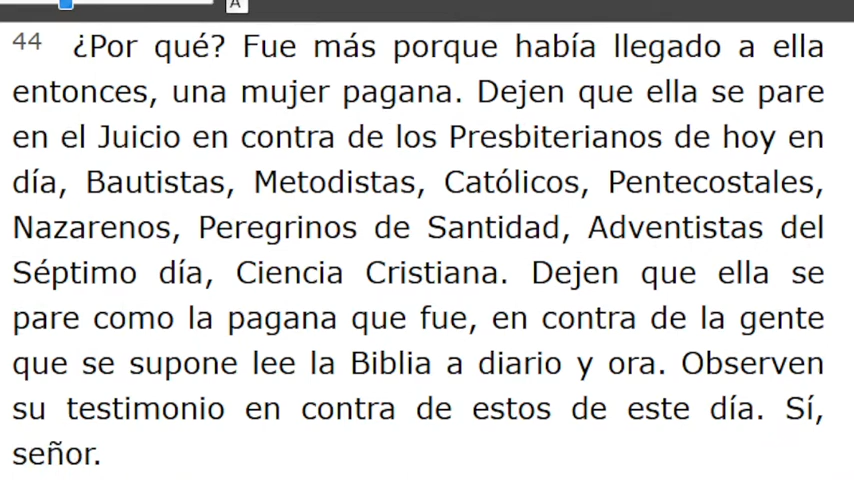 A
44 ¿Por qué? Fue más porque había llegado a ella
entonces, una mujer pagana. Dejen que ella se pare
en el Juicio en contra de los Presbiterianos de hoy en
día, Bautistas, Metodistas, Católicos, Pentecostales,
Nazarenos, Peregrinos de Santidad, Adventistas del
Séptimo día, Ciencia Cristiana. Dejen que ella se
pare como la pagana que fue, en contra de la gente
que se supone lee la Biblia a diario y ora. Observen
su testimonio en contra de estos de este día. Sí,
señor.